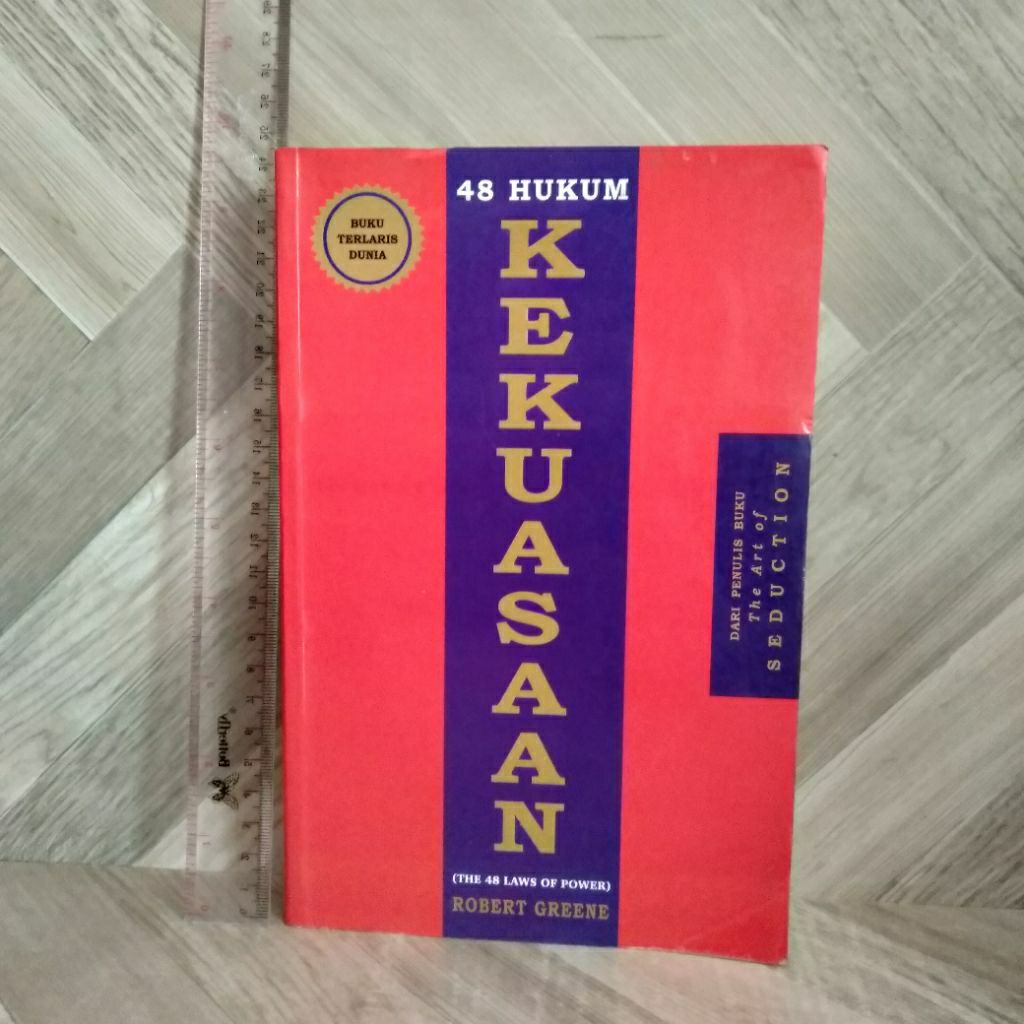 48 HUKUM
KEKUASAAN
(THE 48 LAWS OF POWER)
ROBERT GREENE
BUKU
TERLARIS
DUNIA
DARI PENULIS BUKU
The Art of
SEDUCTION
Butterfly